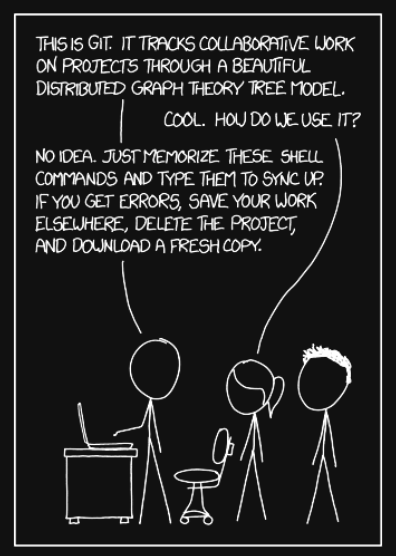 THIS IS GIT. IT TRACKS COLLABORATIVE WORK
ON PROJECTS THROUGH A BEAUTIFUL
DISTRIBUTED GRAPH THEORY TREE MODEL.
COOL. HOW DO WE USE IT?
NO IDEA. JUST MEMORIZE THESE SHELL
COMMANDS AND TYPE THEM TO SYNC UP.
IF YOU GET ERRORS, SAVE YOUR WORK
ELSEWHERE, DELETE THE PROJECT,
AND DOWNLOAD A FRESH COPY.